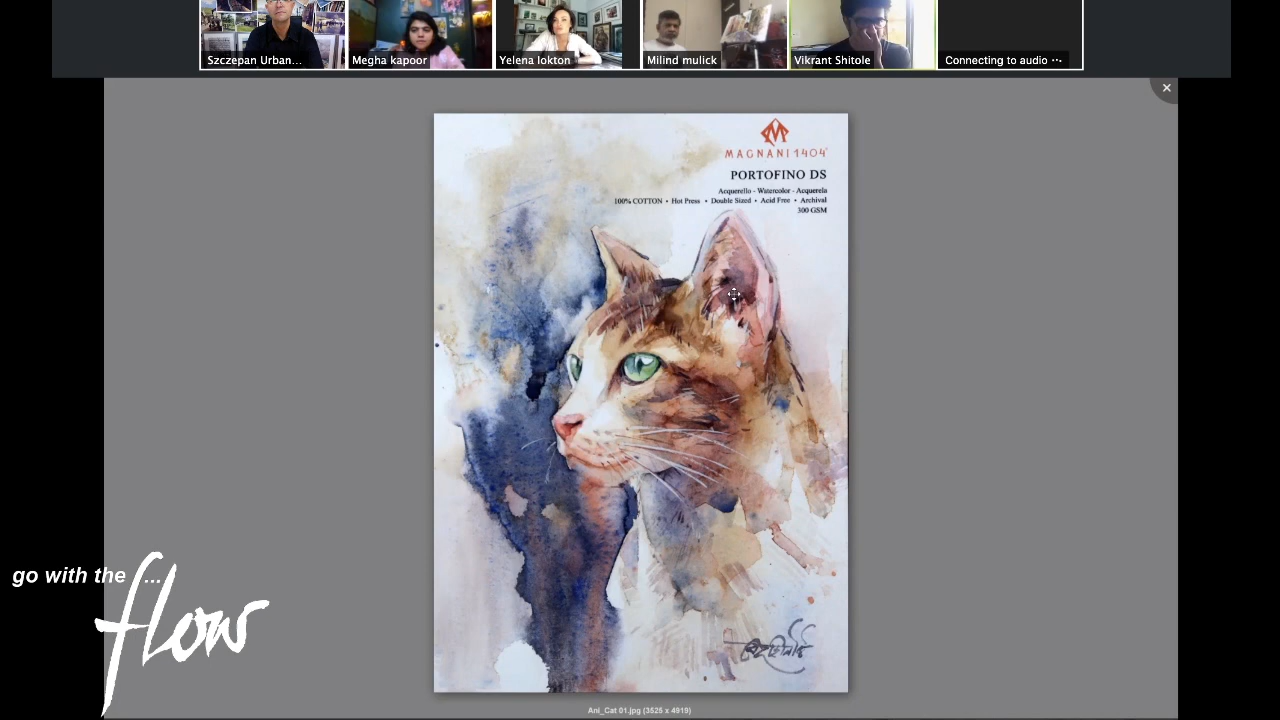 Szczepan Urban...
Megha kapoor
Yelena lokton
Milind mulick
Vikrant Shitole
Connecting to audio ···
MAGNANI 1404
PORTOFINO DS
Acquerello - Watercolor - Acquerela
100% COTTON • Hot Press • Double Sized • Acid Free • Archival
300 GSM
go with the flow ...
Ani_Cat 01.jpg (3525 x 4919)